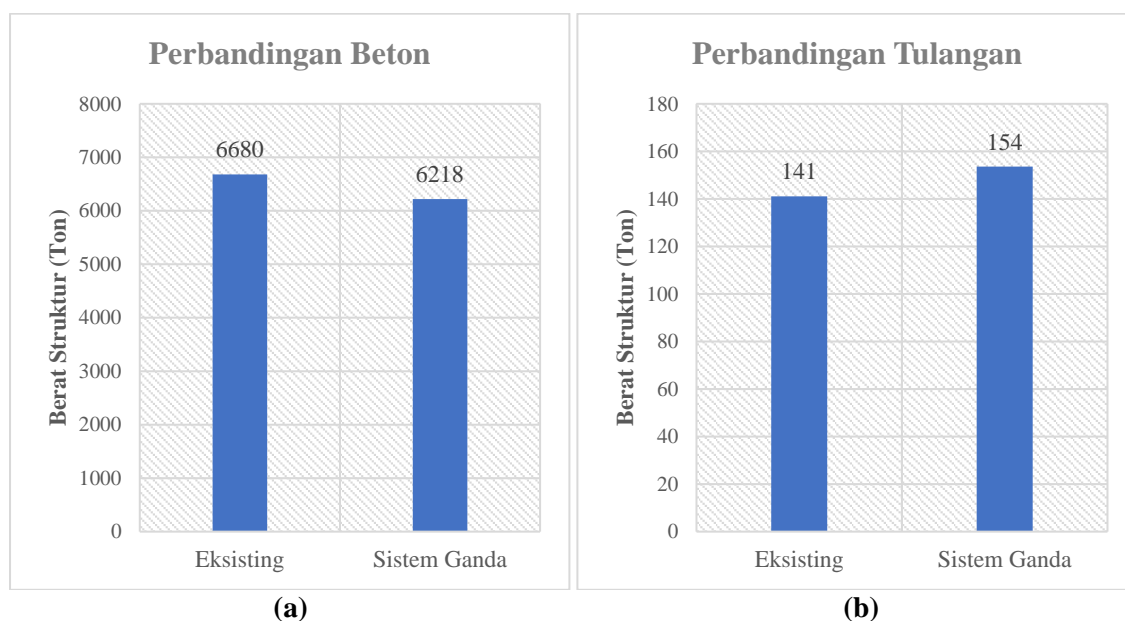 Perbandingan Beton
Berat Struktur (Ton)
8000
7000
6000
5000
4000
3000
2000
1000
0
6680
6218
Eksisting
Sistem Ganda
(a)
Perbandingan Tulangan
Berat Struktur (Ton)
180
160
140
120
100
80
60
40
20
0
141
154
Eksisting
Sistem Ganda
(b)